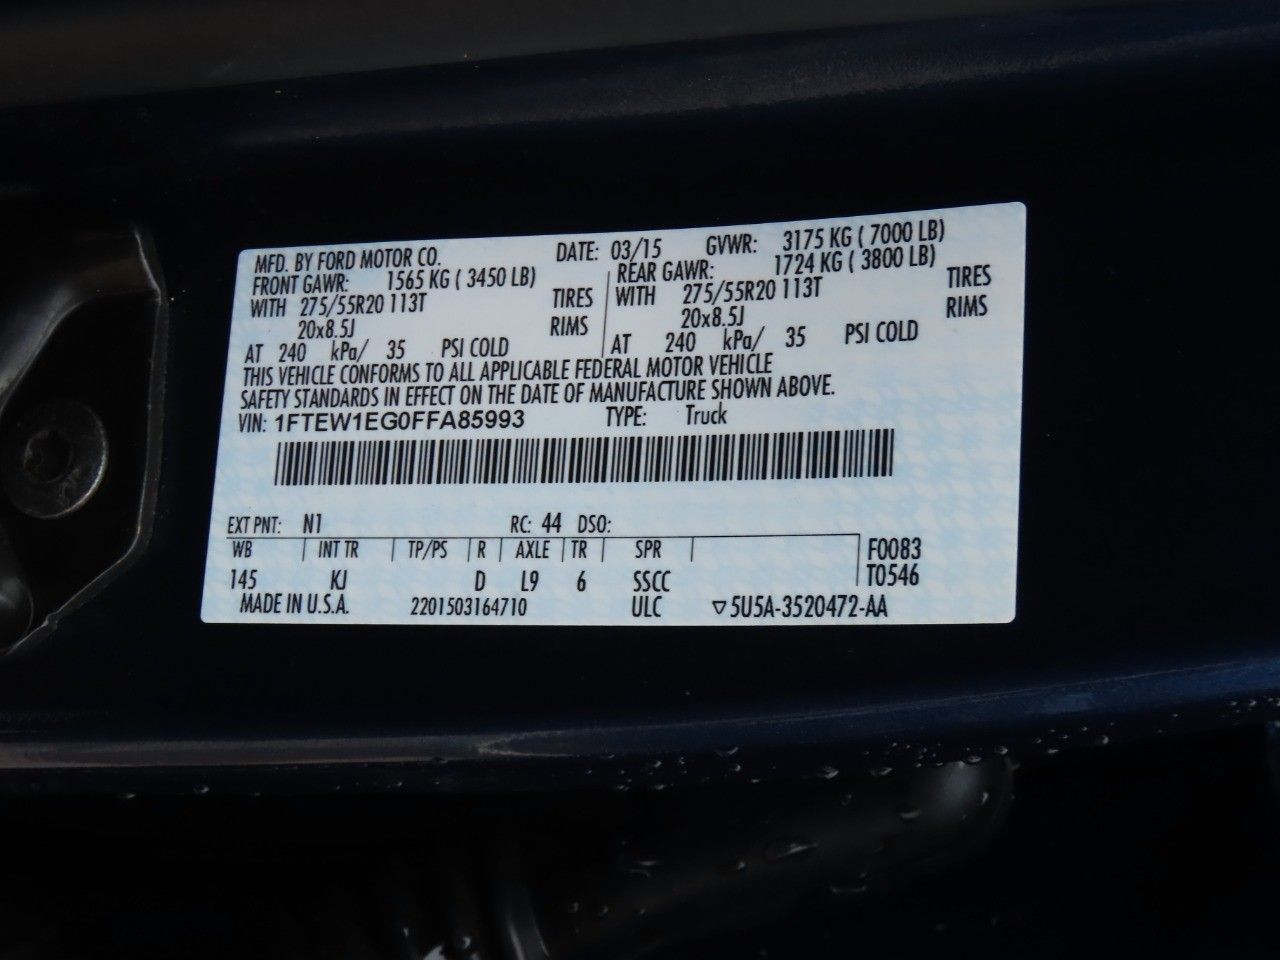 MFD. BY FORD MOTOR CO. DATE: 03/15 GVWR: 3175 KG ( 7000 LB)
FRONT GAWR: 1565 KG ( 3450 LB) REAR GAWR: 1724 KG ( 3800 LB)
WITH 275/55R20 113T TIRES WITH 275/55R20 113T TIRES
20x8.5J RIMS 20x8.5J RIMS
AT 240 kPa/ 35 PSI COLD AT 240 kPa/ 35 PSI COLD
THIS VEHICLE CONFORMS TO ALL APPLICABLE FEDERAL MOTOR VEHICLE
SAFETY STANDARDS IN EFFECT ON THE DATE OF MANUFACTURE SHOWN ABOVE.
VIN: 1FTEW1EG0FFA85993 TYPE: Truck
EXT PNT: N1 RC: 44 DSO:
WB INT TR TP/PS R AXLE TR SPR F0083
145 KJ D L9 6 SSCC T0546
MADE IN U.S.A. 2201503164710 ULC ▽5U5A-3520472-AA